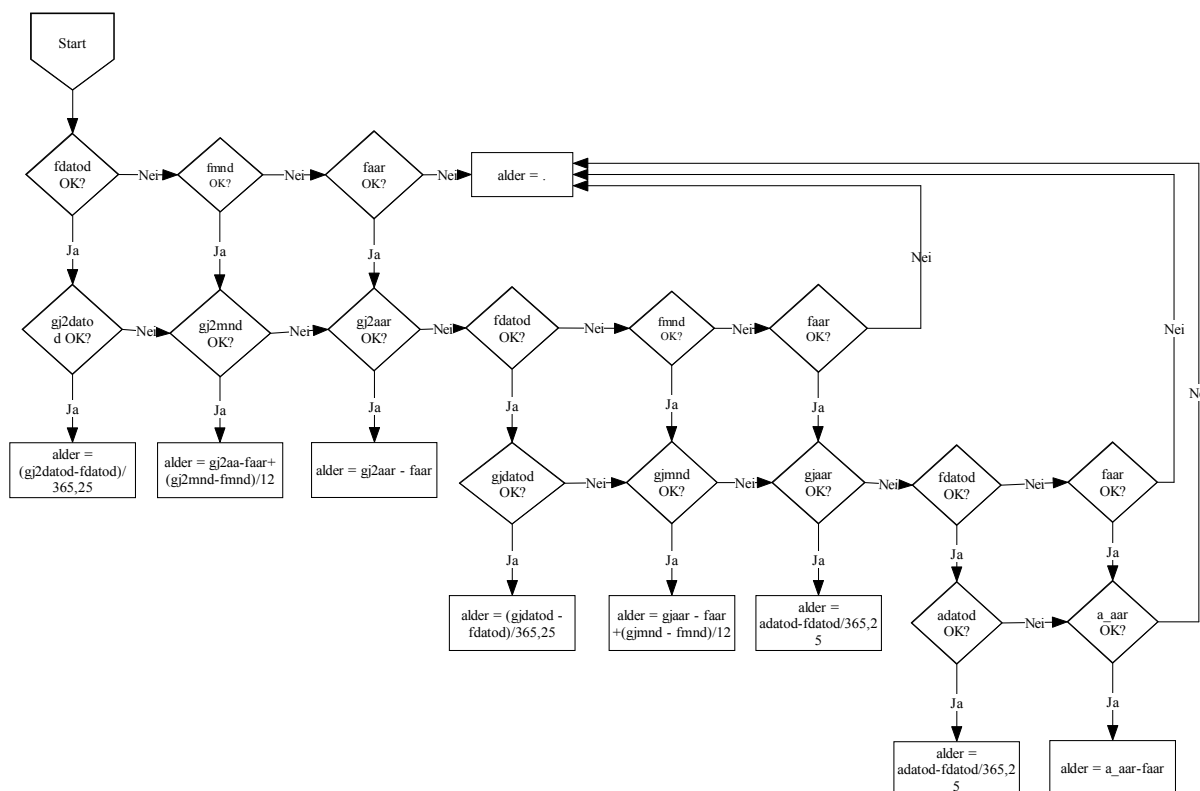 Start
fdatod
OK?
Nei
fmnd
OK?
Nei
faar
OK?
Nei
alder = .
Ja
Ja
Ja
Nei
Nei
Nei
gj2dato
d OK?
Nei
gj2mnd
OK?
Nei
gj2aar
OK?
Nei
fdatod
OK?
Nei
fmnd
OK?
Nei
faar
OK?
Ja
Ja
Ja
Ja
Ja
Ja
alder =
(gj2datod-fdatod)/
365,25
alder = gj2aa-faar+
(gj2mnd-fmnd)/12
alder = gj2aar - faar
gjdatod
OK?
Nei
gjmnd
OK?
Nei
gjaar
OK?
Nei
fdatod
OK?
Nei
faar
OK?
Ja
Ja
Ja
Ja
Ja
alder = (gjdatod -
fdatod)/365,25
alder = gjaar - faar
+(gjmnd - fmnd)/12
alder =
adatod-fdatod/365,2
5
adatod
OK?
Nei
a_aar
OK?
Ja
Ja
alder =
adatod-fdatod/365,2
5
alder = a_aar-faar